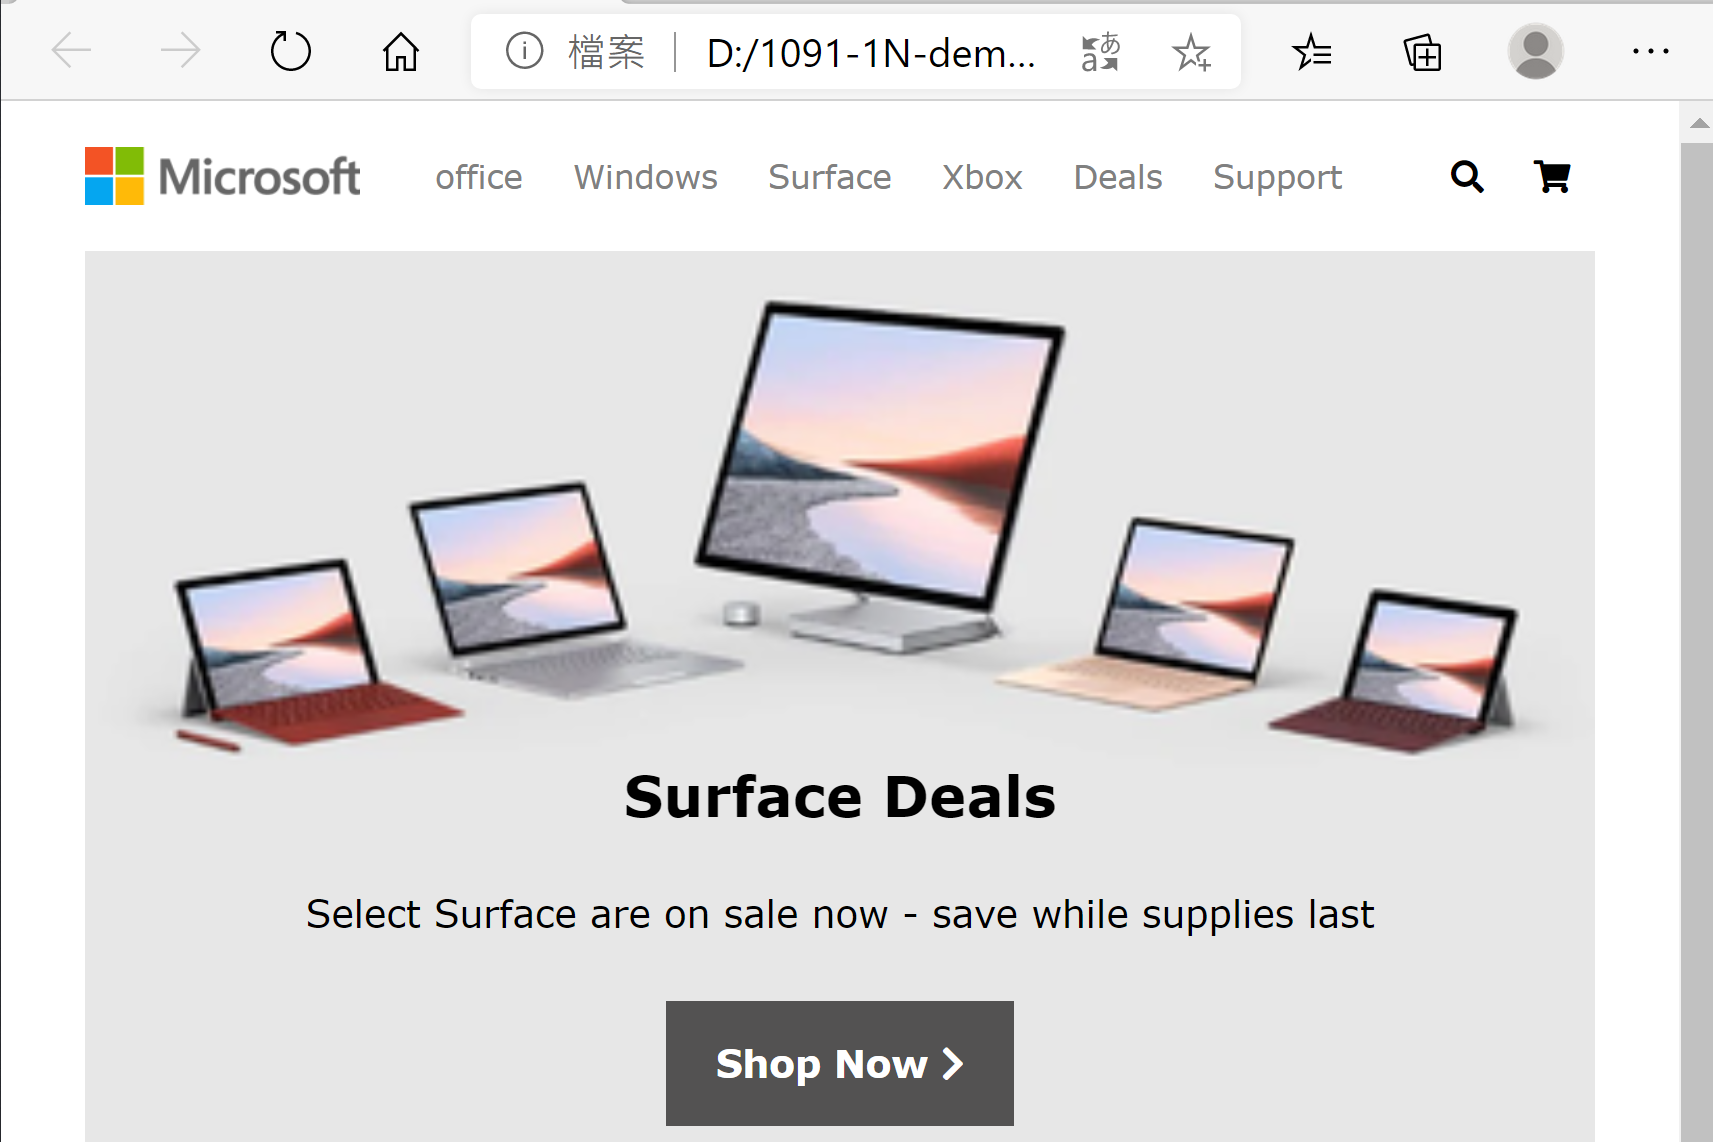 檔案 D:/1091-1N-dem...
Microsoft office Windows Surface Xbox Deals Support
Surface Deals
Select Surface are on sale now - save while supplies last
Shop Now